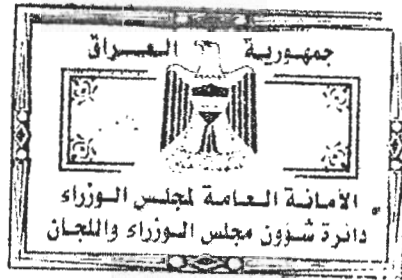 جمهورية العراق
الأمانة العامة لمجلس الوزراء
دائرة شؤون مجلس الوزراء واللجان